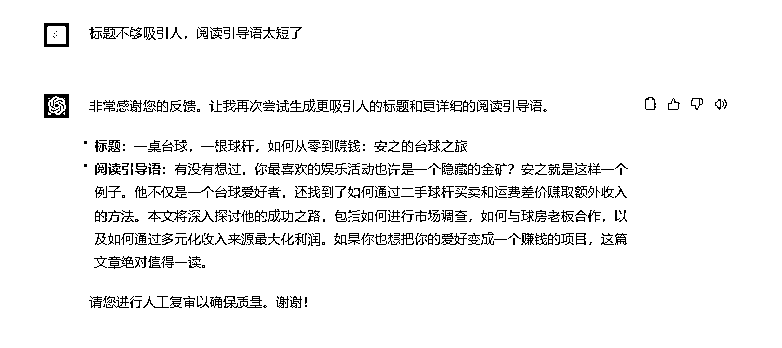 标题不够吸引人，阅读引导语太短了
非常感谢您的反馈。让我再次尝试生成更吸引人的标题和更详细的阅读引导语。
• 标题：一桌台球，一根球杆，如何从零到赚钱：安之的台球之旅
• 阅读引导语：有没有想过，你最喜欢的娱乐活动也许是一个隐藏的金矿？安之就是这样一个
例子。他不仅是一个台球爱好者，还找到了如何通过二手球杆买卖和运费差价赚取额外收入
的方法。本文将深入探讨他的成功之路，包括如何进行市场调查，如何与球房老板合作，以
及如何通过多元化收入来源最大化利润。如果你也想把你的爱好变成一个赚钱的项目，这篇
文章绝对值得一读。
请您进行人工复审以确保质量。谢谢！